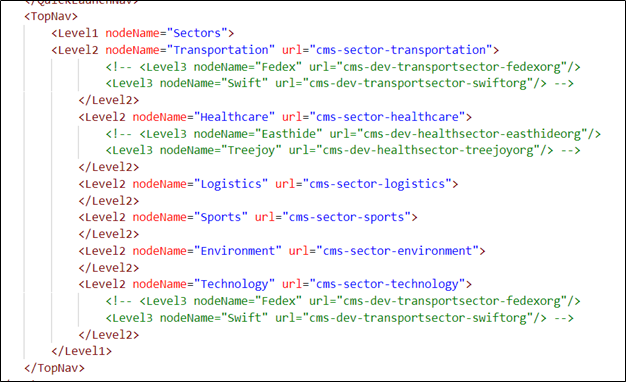 </QuickLaunchNav>
<TopNav>
<Level1 nodeName="Sectors">
<Level2 nodeName="Transportation" url="cms-sector-transportation">
<!-- <Level3 nodeName="Fedex" url="cms-dev-transportsector-fedexorg"/>
<Level3 nodeName="Swift" url="cms-dev-transportsector-swiftorg"/> -->
</Level2>
<Level2 nodeName="Healthcare" url="cms-sector-healthcare">
<!-- <Level3 nodeName="Easthide" url="cms-dev-healthsector-easthideorg"/>
<Level3 nodeName="Treejoy" url="cms-dev-healthsector-treejoyorg"/> -->
</Level2>
<Level2 nodeName="Logistics" url="cms-sector-logistics">
</Level2>
<Level2 nodeName="Sports" url="cms-sector-sports">
</Level2>
<Level2 nodeName="Environment" url="cms-sector-environment">
</Level2>
<Level2 nodeName="Technology" url="cms-sector-technology">
<!-- <Level3 nodeName="Fedex" url="cms-dev-transportsector-fedexorg"/>
<Level3 nodeName="Swift" url="cms-dev-transportsector-swiftorg"/> -->
</Level2>
</Level1>
</TopNav>